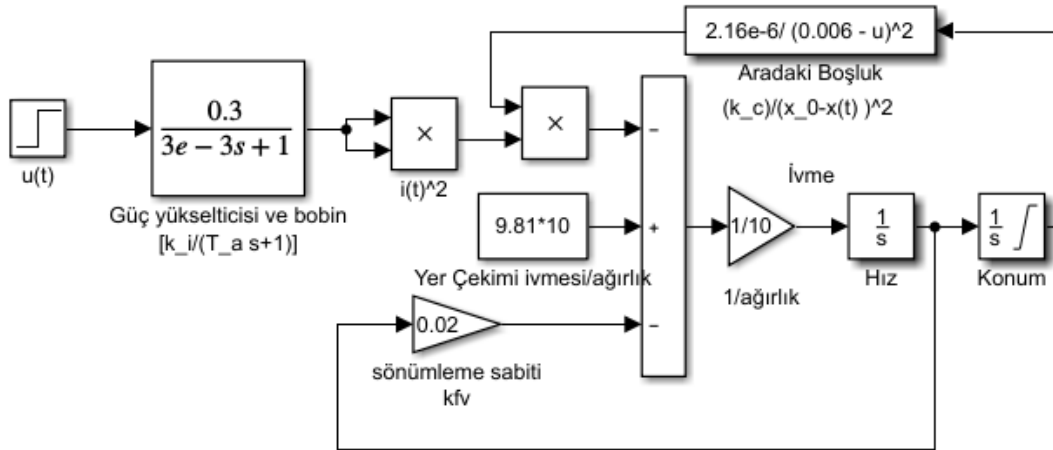 2.16e-6/ (0.006 - u)^2
Aradaki Boşluk
(k_c)/(x_0-x(t) )^2
u(t)
0.3
3e − 3s + 1
Güç yükselticisi ve bobin
[k_i/(T_a s+1)]
×
i(t)^2
×
−
+
−
9.81*10
Yer Çekimi ivmesi/ağırlık
0.02
sönümleme sabiti
kfv
1/10
1/ağırlık
İvme
1
s
Hız
1
s
Konum